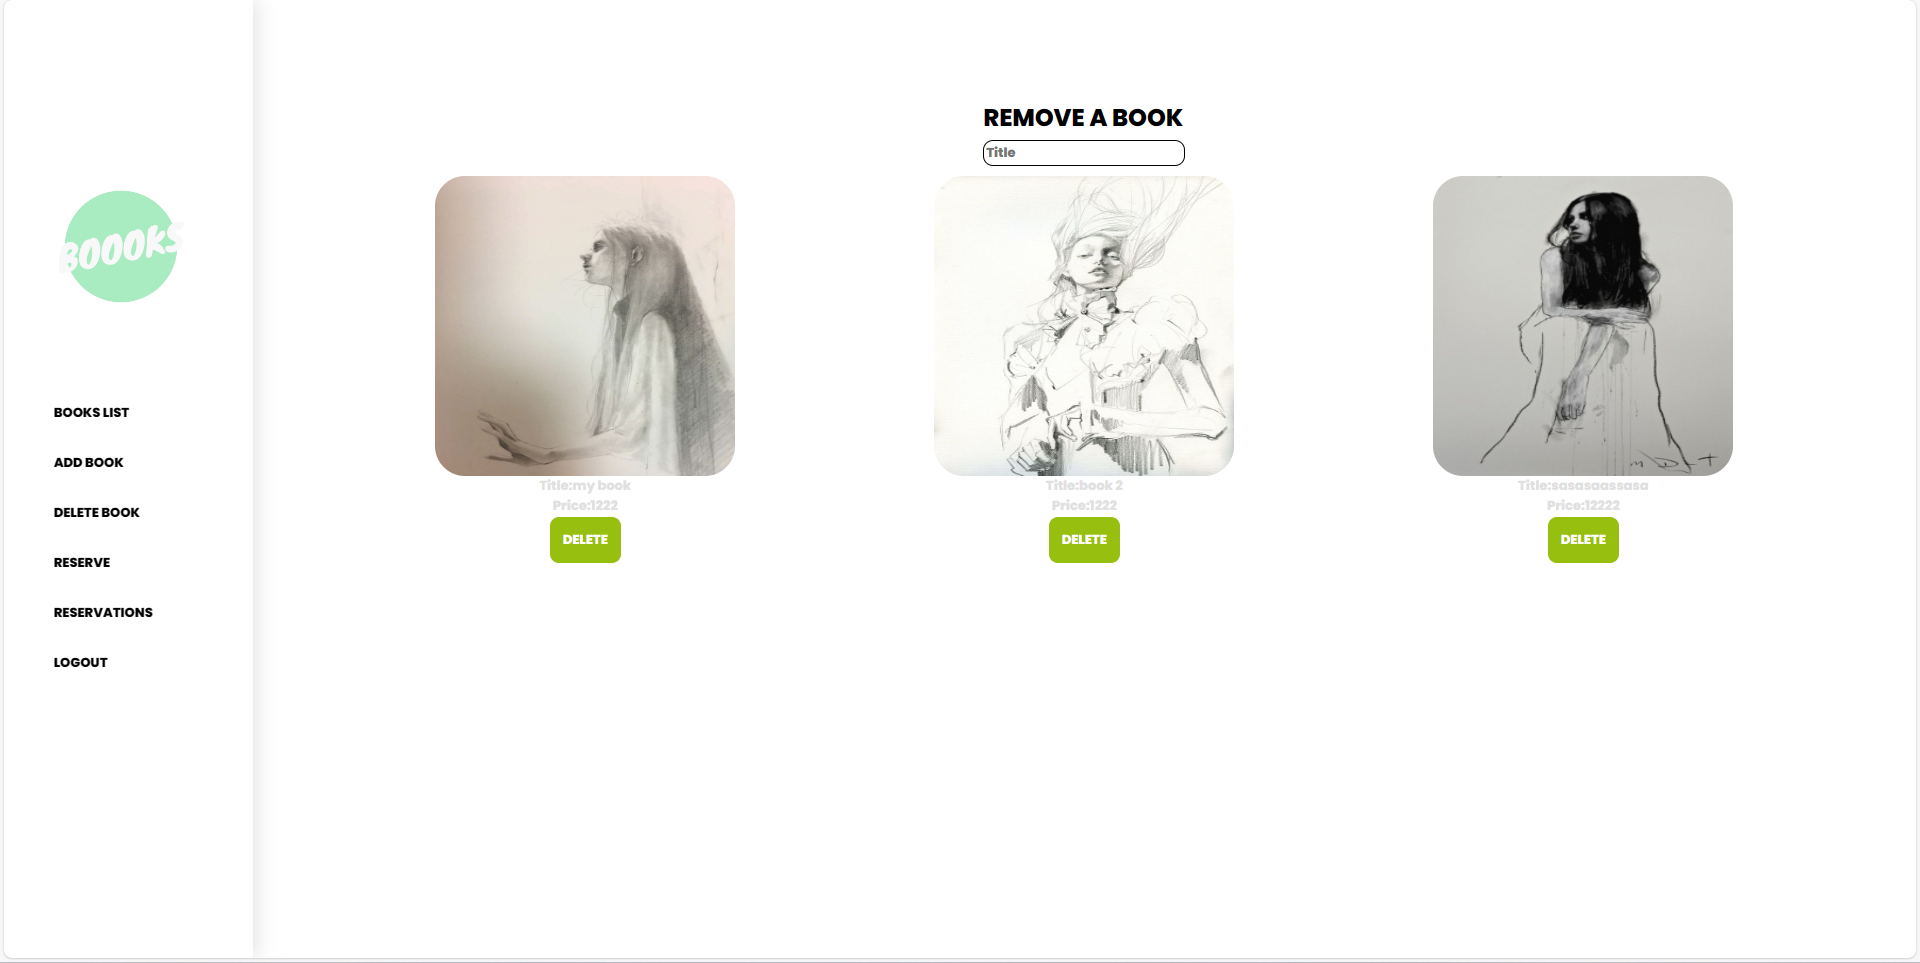 BOOOKS
BOOKS LIST
ADD BOOK
DELETE BOOK
RESERVE
RESERVATIONS
LOGOUT
REMOVE A BOOK
Title
Title:my book
Price:1222
DELETE
Title:book 2
Price:1222
DELETE
Title:sasasaassasa
Price:12222
DELETE